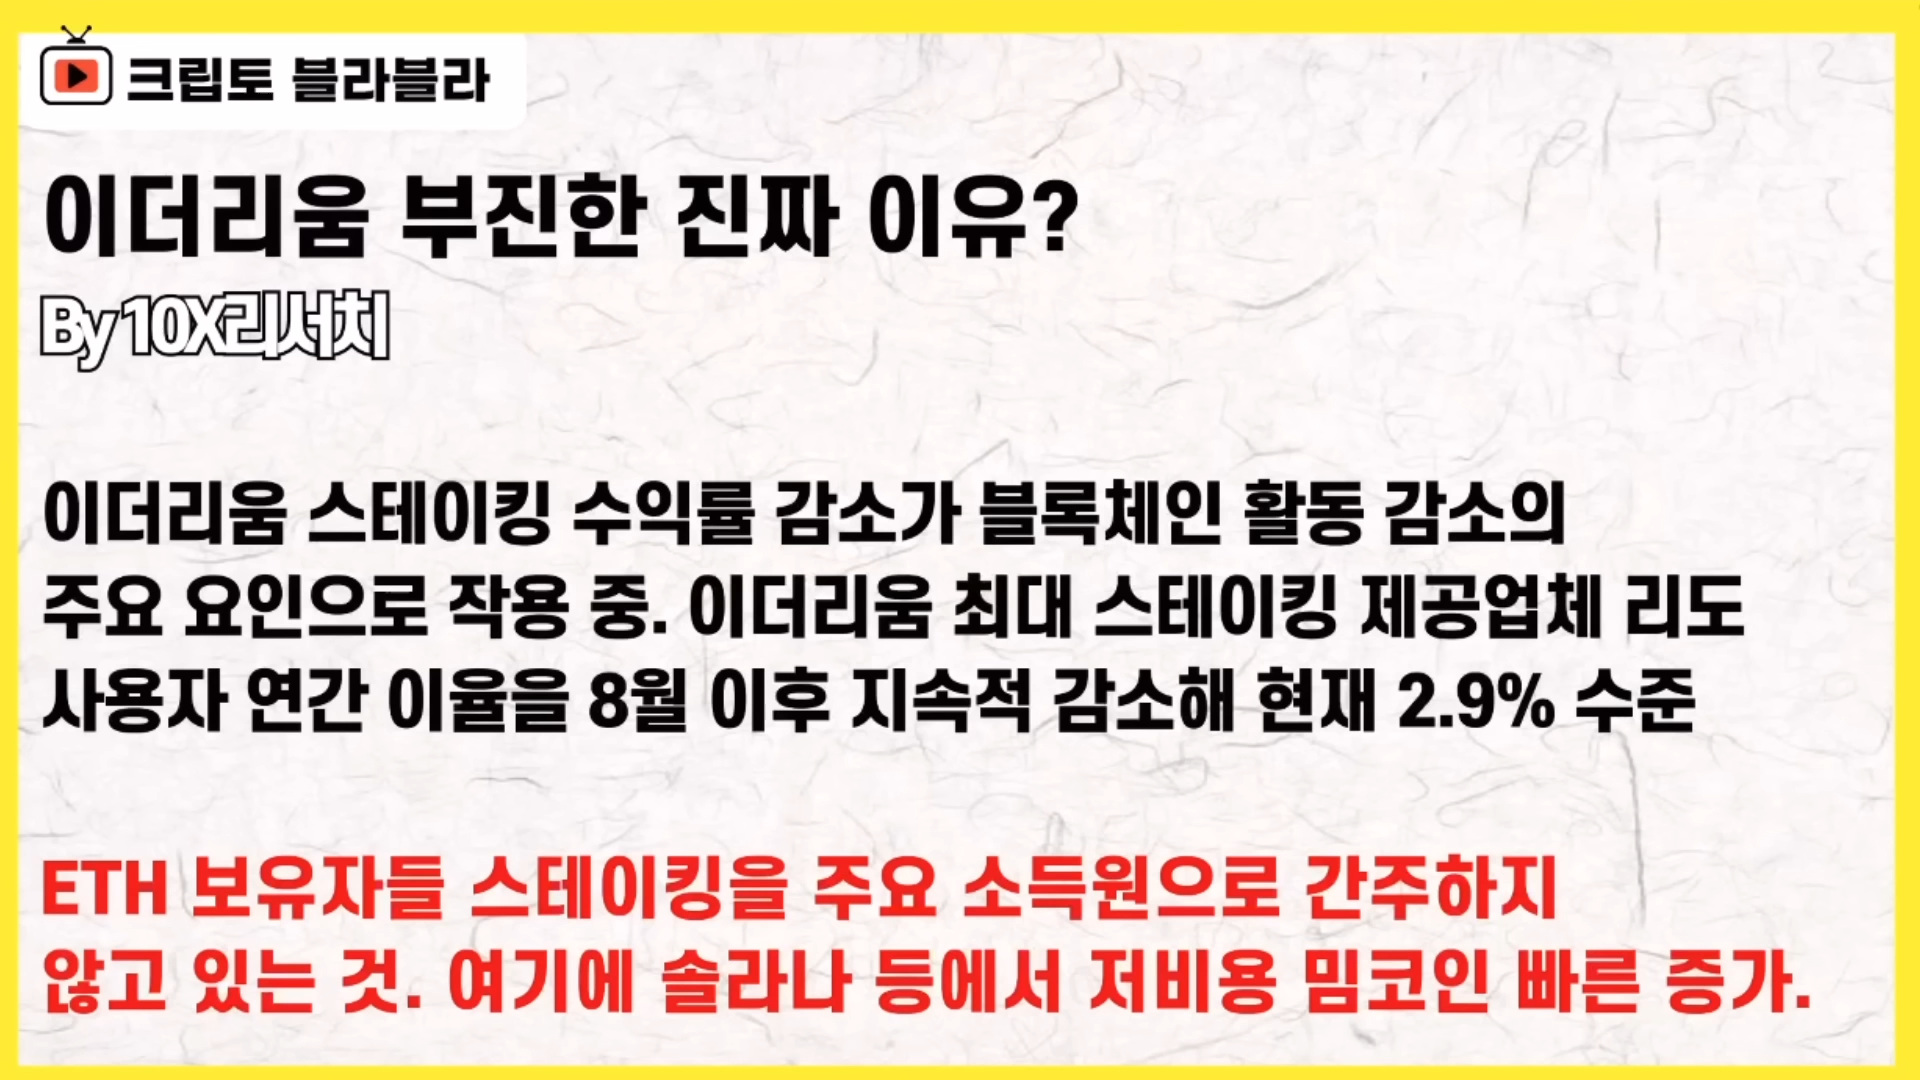 크립토 블라블라
이더리움 부진한 진짜 이유?
By 10X리서치
이더리움 스테이킹 수익률 감소가 블록체인 활동 감소의
주요 요인으로 작용 중. 이더리움 최대 스테이킹 제공업체 리도
사용자 연간 이율을 8월 이후 지속적 감소해 현재 2.9% 수준
ETH 보유자들 스테이킹을 주요 소득원으로 간주하지
않고 있는 것. 여기에 솔라나 등에서 저비용 밈코인 빠른 증가.